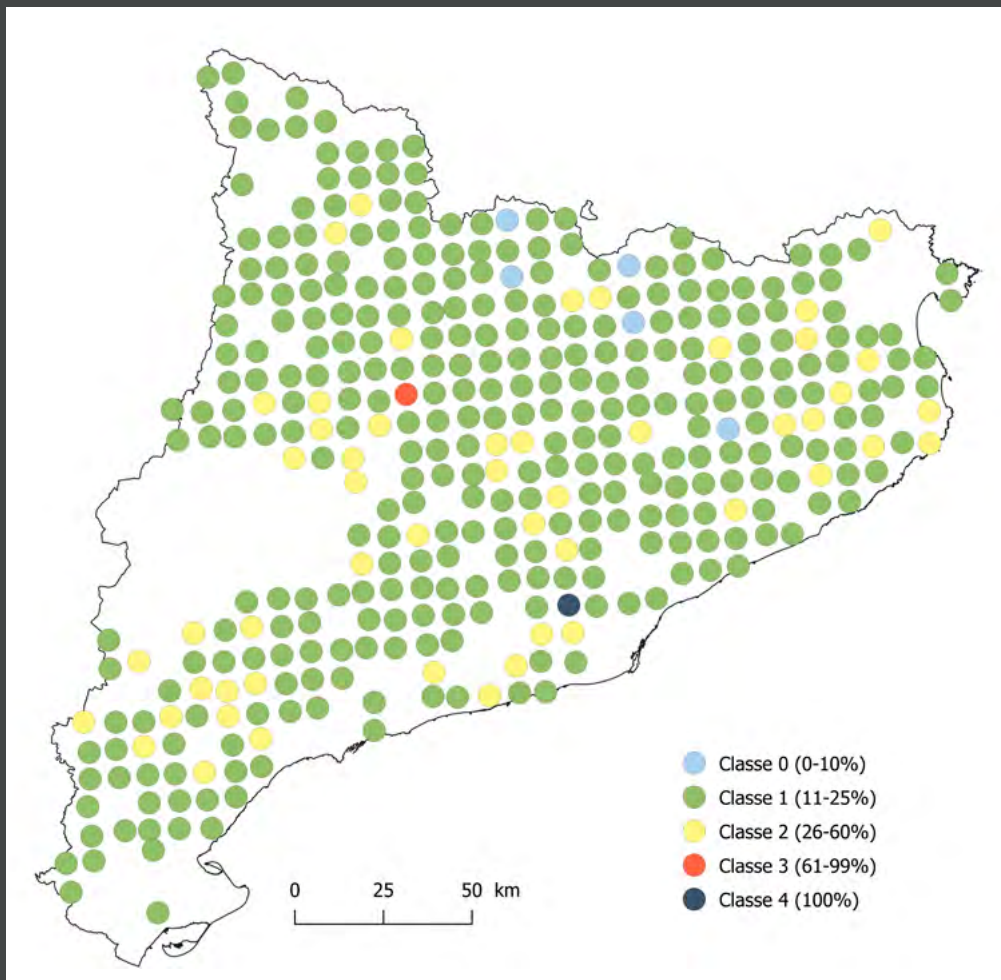 Classe 0 (0-10%)
Classe 1 (11-25%)
Classe 2 (26-60%)
Classe 3 (61-99%)
Classe 4 (100%)
0 25 50 km